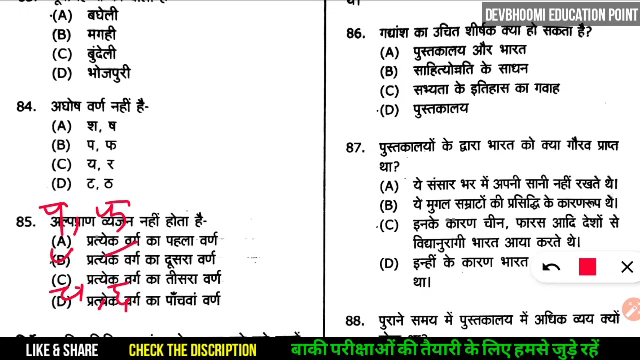 DEVBHOOMI EDUCATION POINT
(A) बघेली
(B) मगही
(C) बुंदेली
(D) भोजपुरी
84. अघोष वर्ण नहीं है-
(A) श, ष
(B) प, फ
(C) य, र
(D) ट, ठ
85. अल्पप्राण व्यंजन नहीं होता है-
(A) प्रत्येक वर्ग का पहला वर्ण
(B) प्रत्येक वर्ग का दूसरा वर्ण
(C) प्रत्येक वर्ग का तीसरा वर्ण
(D) प्रत्येक वर्ग का पाँचवां वर्ण
प, फ
86. गद्यांश का उचित शीर्षक क्या हो सकता है?
(A) पुस्तकालय और भारत
(B) साहित्योन्नति के साधन
(C) सभ्यता के इतिहास का गवाह
(D) पुस्तकालय
87. पुस्तकालयों के द्वारा भारत को क्या गौरव प्राप्त
था?
(A) ये संसार भर में अपनी सानी नहीं रखते थे।
(B) ये मुगल सम्राटों की प्रसिद्धि के कारणरूप थे।
(C) इनके कारण चीन, फारस आदि देशों से
विद्यानुरागी भारत आया करते थे।
(D) इन्हीं के कारण भारत
था।
88. पुराने समय में पुस्तकालय में अधिक व्यय क्यों
LIKE & SHARE CHECK THE DISCRIPTION बाकी परीक्षाओं की तैयारी के लिए हमसे जुड़े रहें